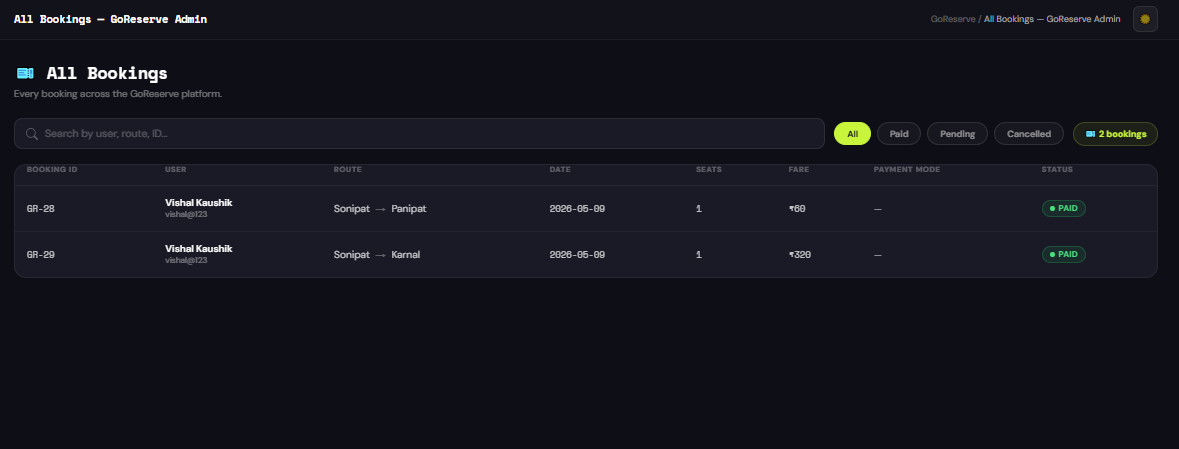 All Bookings — GoReserve Admin
GoReserve / All Bookings — GoReserve Admin
All Bookings
Every booking across the GoReserve platform.
Search by user, route, ID...
All Paid Pending Cancelled 2 bookings
BOOKING ID USER ROUTE DATE SEATS FARE PAYMENT MODE STATUS
GR-28 Vishal Kaushik Sonipat → Panipat 2026-05-09 1 ₹60 — PAID
vishal@123
GR-29 Vishal Kaushik Sonipat → Karnal 2026-05-09 1 ₹320 — PAID
vishal@123